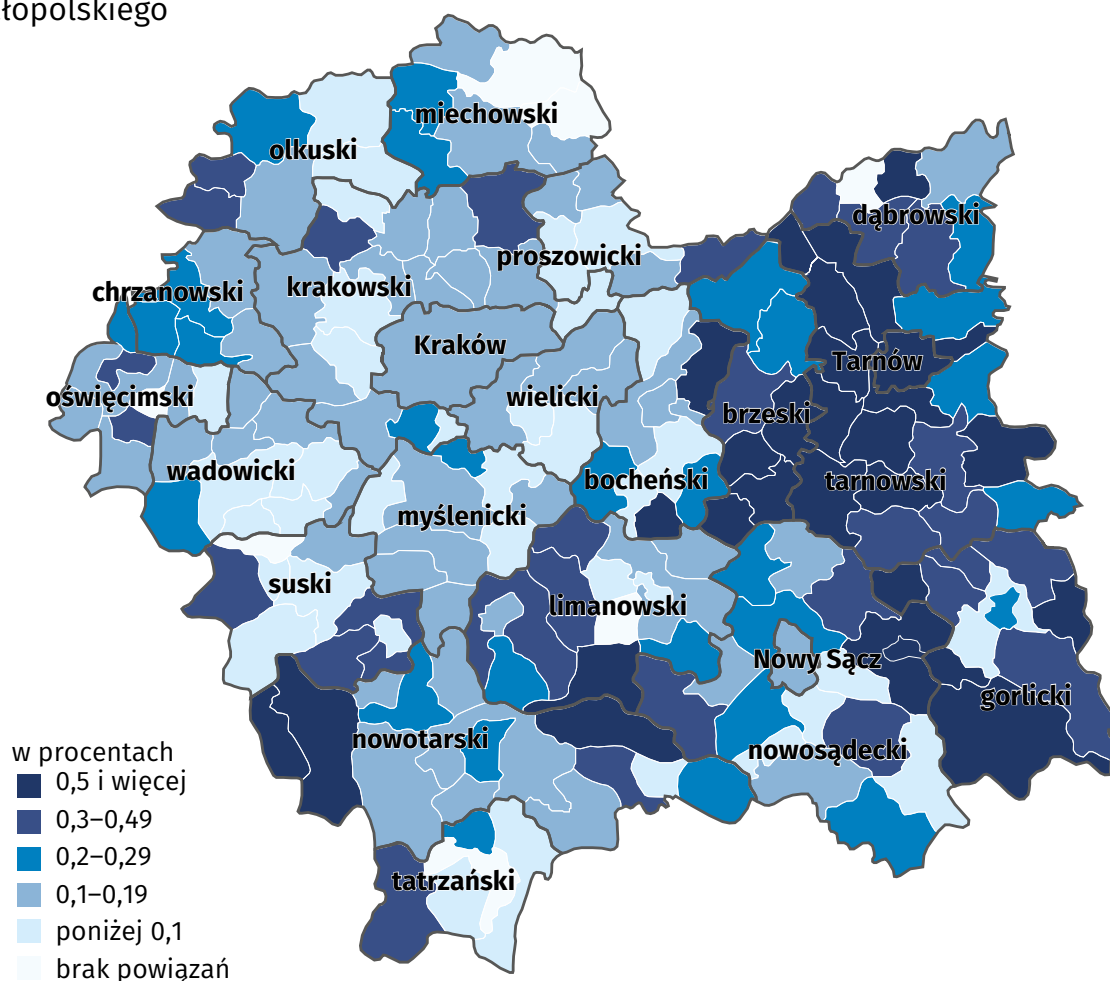 łopolskiego
miechowski
olkuski
dąbrowski
proszowicki
krakowski
chrzanowski
Kraków
Tarnów
oświęcimski
wielicki
brzeski
wadowicki
bocheński
tarnowski
myślenicki
suski
limanowski
Nowy Sącz
gorlicki
nowotarski
nowosądecki
tatrzański
w procentach
0,5 i więcej
0,3–0,49
0,2–0,29
0,1–0,19
poniżej 0,1
brak powiązań